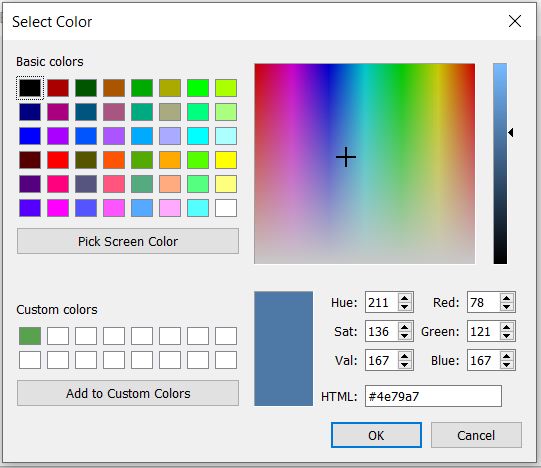 Select Color
Basic colors
Pick Screen Color
Custom colors
Add to Custom Colors
Hue: 211 Red: 78
Sat: 136 Green: 121
Val: 167 Blue: 167
HTML: #4e79a7
OK Cancel